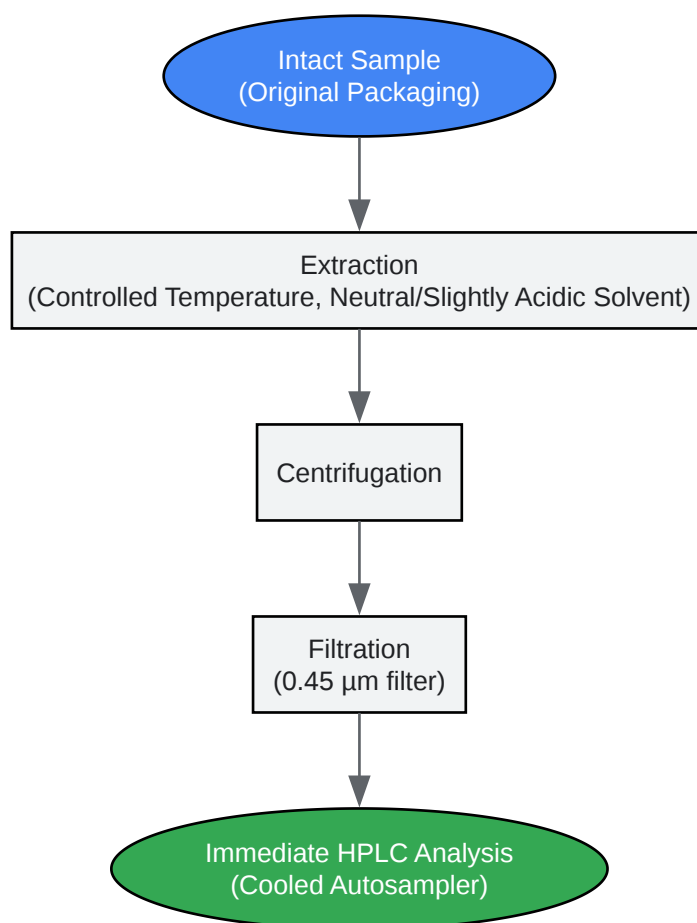 Intact Sample
(Original Packaging)
Extraction
(Controlled Temperature, Neutral/Slightly Acidic Solvent)
Centrifugation
Filtration
(0.45 µm filter)
Immediate HPLC Analysis
(Cooled Autosampler)